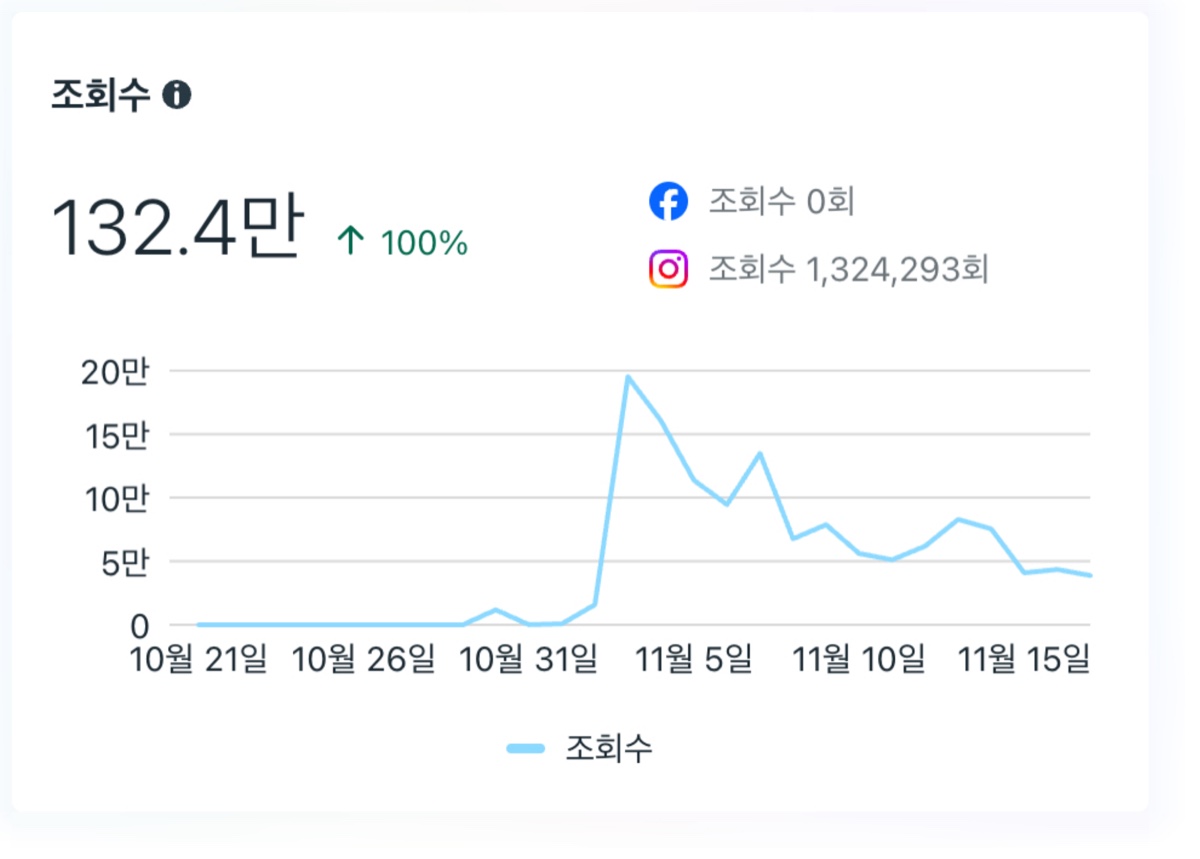 조회수
132.4만 ↑ 100%
조회수 0회
조회수 1,324,293회
20만
15만
10만
5만
0
10월 21일 10월 26일 10월 31일 11월 5일 11월 10일 11월 15일
조회수